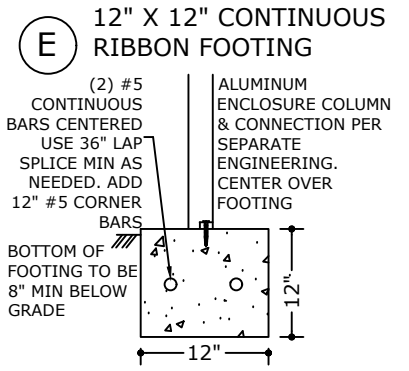 E
12" X 12" CONTINUOUS
RIBBON FOOTING
(2) #5
CONTINUOUS
BARS CENTERED
USE 36" LAP
SPLICE MIN AS
NEEDED. ADD
12" #5 CORNER
BARS
ALUMINUM
ENCLOSURE COLUMN
& CONNECTION PER
SEPARATE
ENGINEERING.
CENTER OVER
FOOTING
BOTTOM OF
FOOTING TO BE
8" MIN BELOW
GRADE
12"
12"